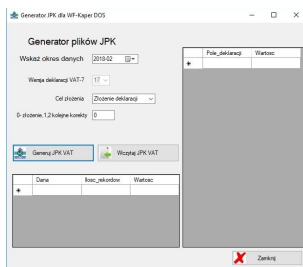 Generator JPK dla WF-Kaper DOS
Generator plików JPK
Wskaż okres danych 2018-02
Wersja deklaracji VAT-7 17
Cel złożenia Złożenie deklaracji
0- złożenie,1,2 kolejne korekty 0
Generuj JPK VAT Wczytaj JPK VAT
Dana Ilosc_rekordow Wartosc
Pole_deklaracji Wartosc
Zamknij